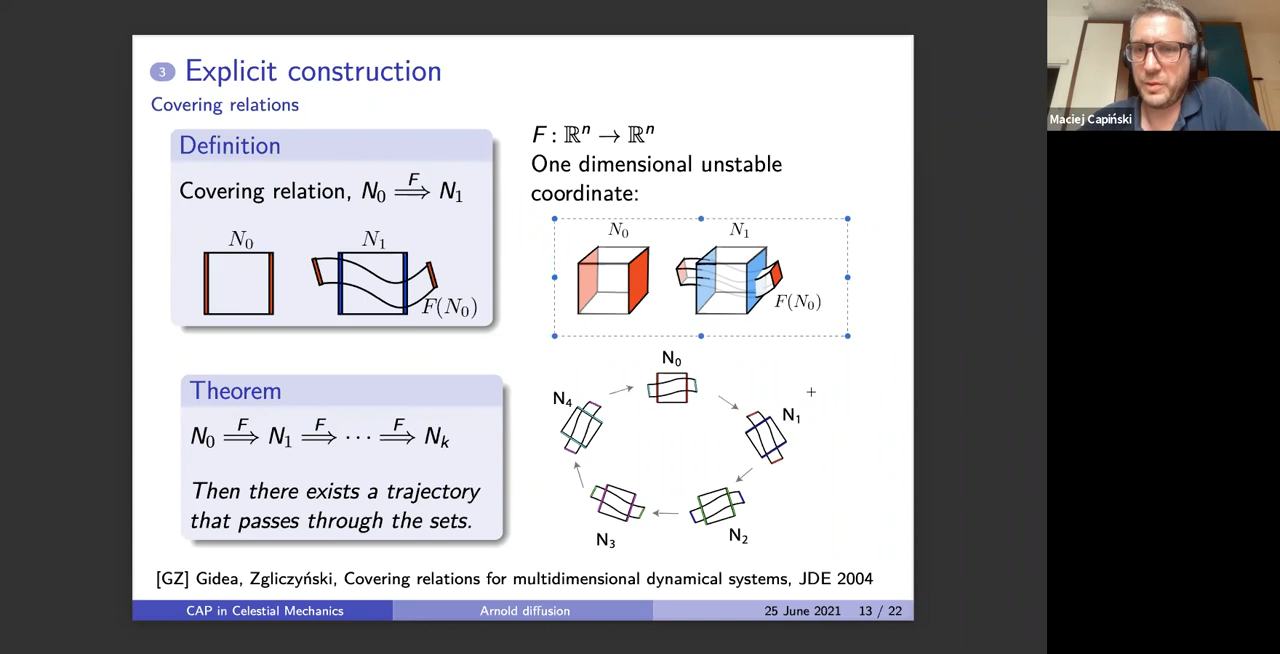 3 Explicit construction
Covering relations
Definition
Covering relation, N₀ ⟹ᶠ N₁
N₀ N₁
F(N₀)
F : ℝⁿ → ℝⁿ
One dimensional unstable
coordinate:
N₀ N₁
F(N₀)
Theorem
N₀ ⟹ᶠ N₁ ⟹ᶠ ⋯ ⟹ᶠ Nₖ
Then there exists a trajectory
that passes through the sets.
N₀
N₁
N₂
N₃
N₄
[GZ] Gidea, Zgliczyński, Covering relations for multidimensional dynamical systems, JDE 2004
CAP in Celestial Mechanics Arnold diffusion 25 June 2021 13 / 22
Maciej Capiński